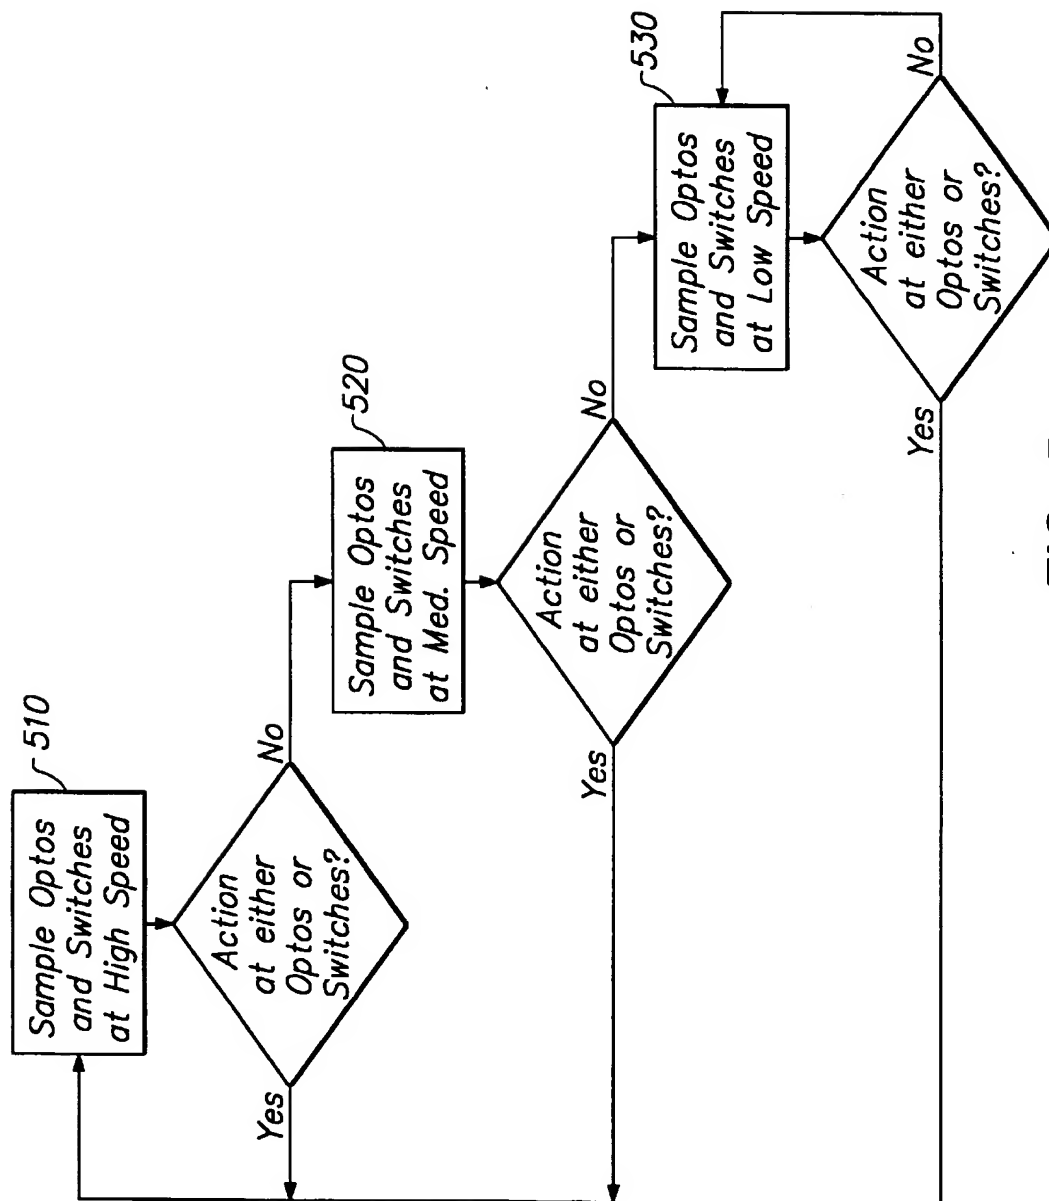 510
Sample Optos
and Switches
at High Speed
Action
at either
Optos or
Switches?
Yes
No
520
Sample Optos
and Switches
at Med. Speed
Action
at either
Optos or
Switches?
Yes
No
530
Sample Optos
and Switches
at Low Speed
Action
at either
Optos or
Switches?
Yes
No